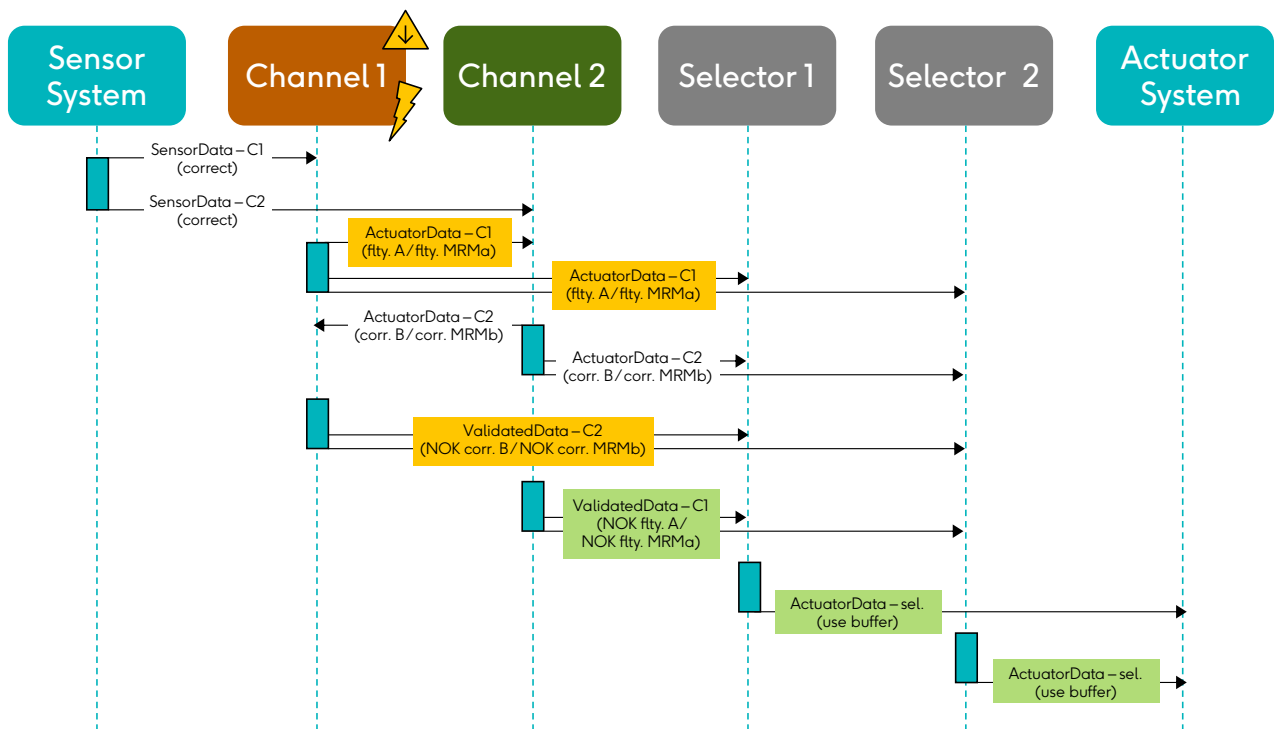 Sensor
System
Channel 1
Channel 2
Selector 1
Selector 2
Actuator
System
SensorData – C1
(correct)
SensorData – C2
(correct)
ActuatorData – C1
(flty. A / flty. MRMa)
ActuatorData – C1
(flty. A / flty. MRMa)
ActuatorData – C2
(corr. B / corr. MRMb)
ActuatorData – C2
(corr. B / corr. MRMb)
ValidatedData – C2
(NOK corr. B / NOK corr. MRMb)
ValidatedData – C1
(NOK flty. A /
NOK flty. MRMa)
ActuatorData – sel.
(use buffer)
ActuatorData – sel.
(use buffer)